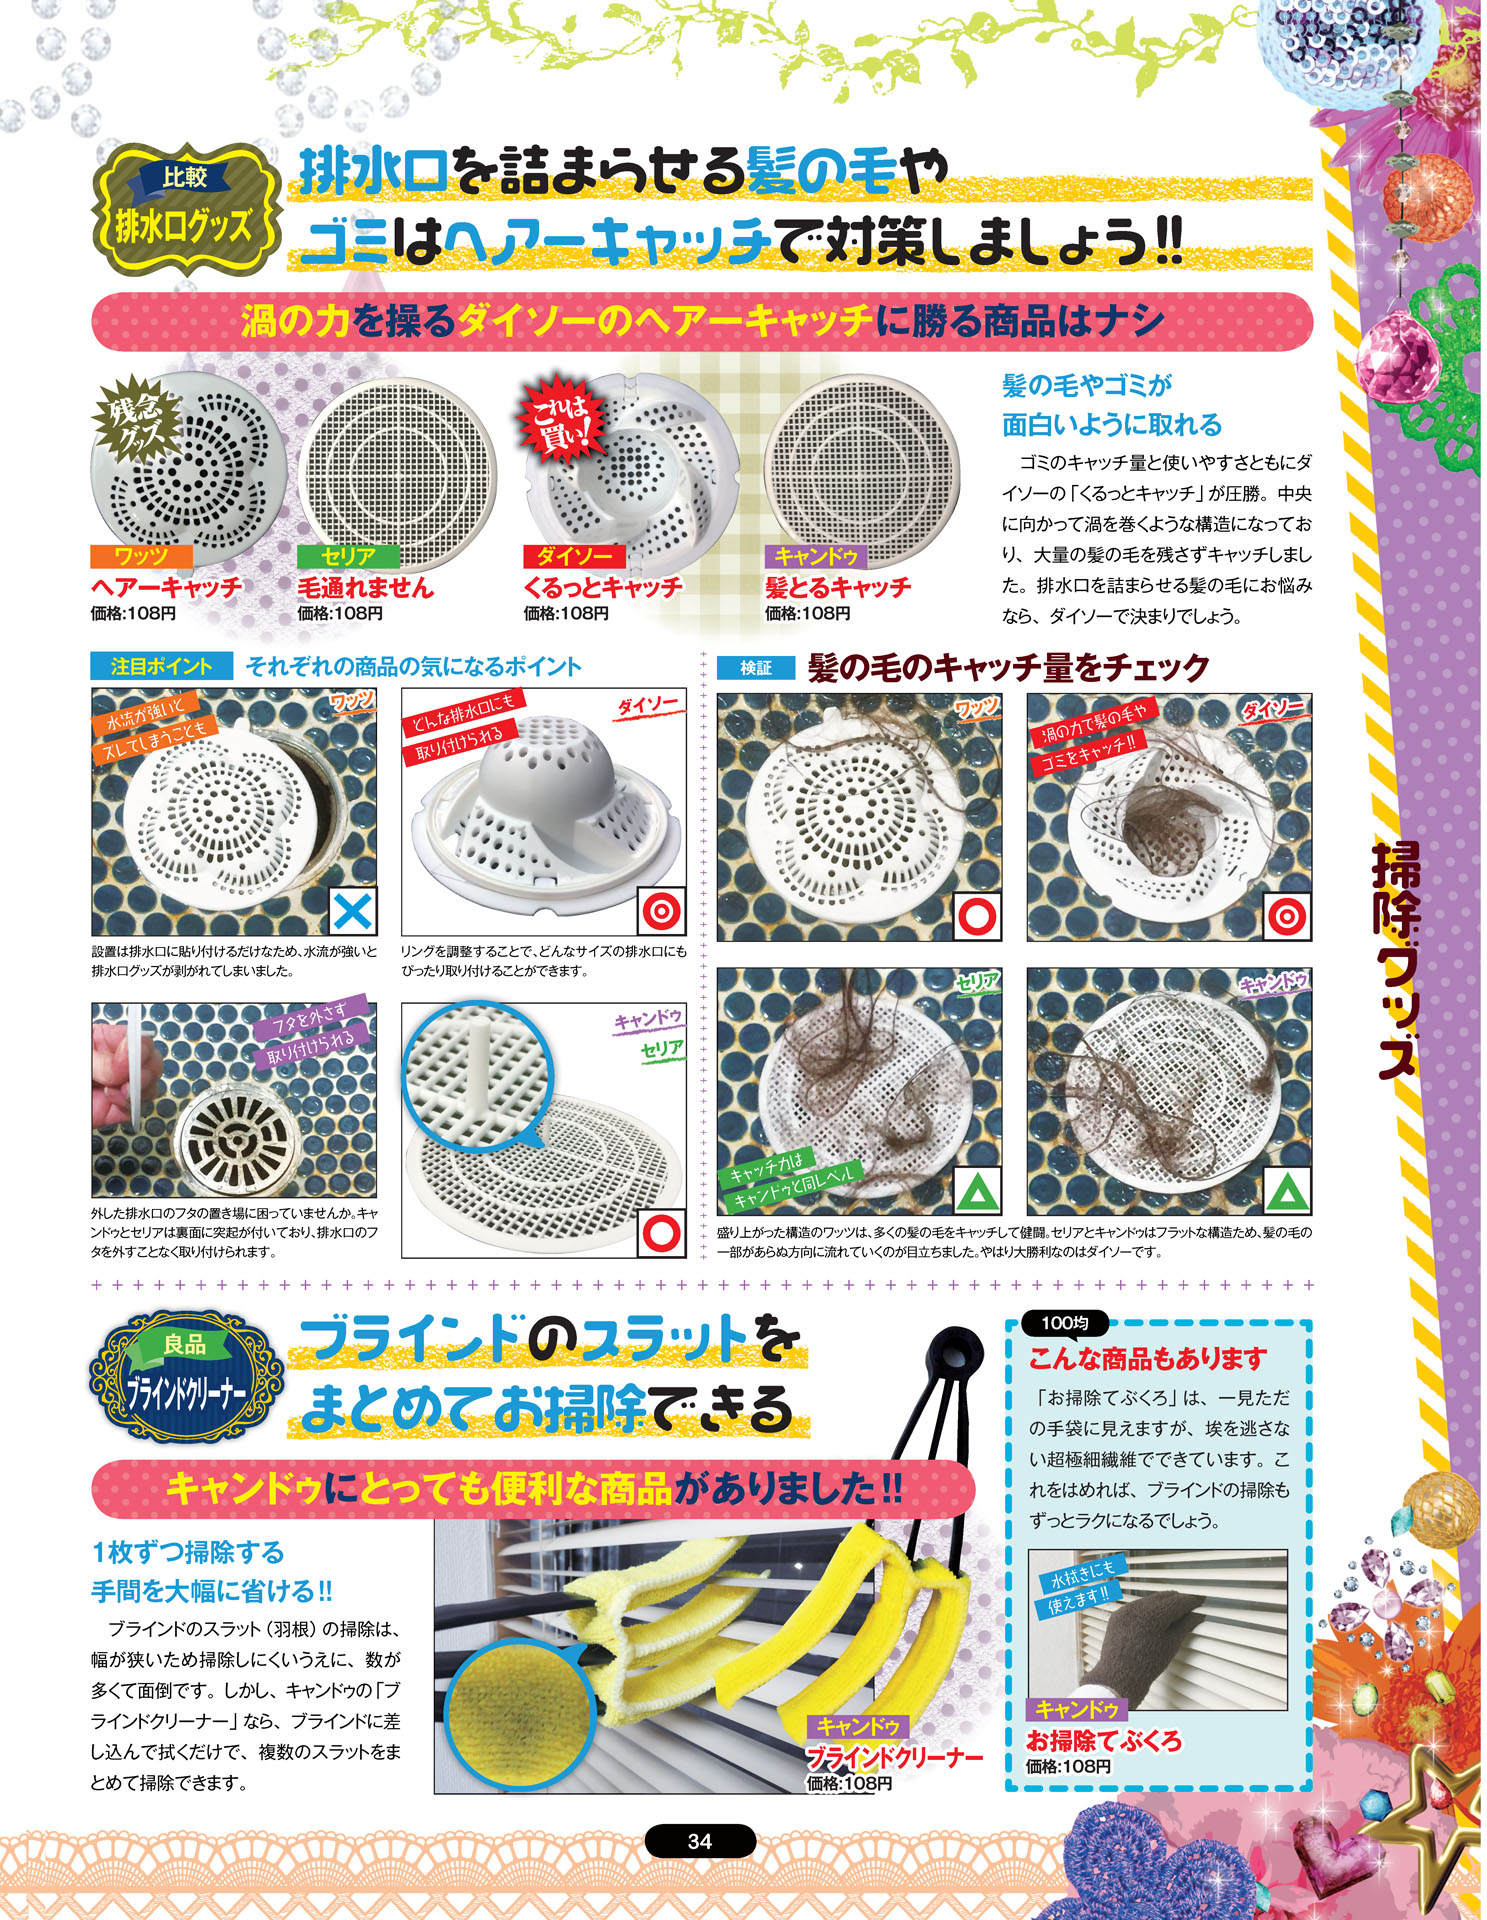 比較
排水口グッズ
排水口を詰まらせる髪の毛や
ゴミはヘアーキャッチで対策しましょう!!
渦の力を操るダイソーのヘアーキャッチに勝る商品はナシ
残念
グッズ
ワッツ
ヘアーキャッチ
価格:108円
セリア
毛通れません
価格:108円
これは
買い!
ダイソー
くるっとキャッチ
価格:108円
キャンドゥ
髪とるキャッチ
価格:108円
髪の毛やゴミが
面白いように取れる
ゴミのキャッチ量と使いやすさともにダ
イソーの「くるっとキャッチ」が圧勝。中央
に向かって渦を巻くような構造になってお
り、大量の髪の毛を残さずキャッチしまし
た。排水口を詰まらせる髪の毛にお悩み
なら、ダイソーで決まりでしょう。
注目ポイント
それぞれの商品の気になるポイント
水流が強いと
ズレてしまうことも
ワッツ
設置は排水口に貼り付けるだけなため、水流が強いと
排水口グッズが剥がれてしまいました。
どんな排水口にも
取り付けられる
ダイソー
リングを調整することで、どんなサイズの排水口にも
ぴったり取り付けることができます。
フタを外さず
取り付けられる
外した排水口のフタの置き場に困っていませんか。キャ
ンドゥとセリアは裏面に突起が付いており、排水口のフ
タを外すことなく取り付けられます。
キャンドゥ
セリア
検証
髪の毛のキャッチ量をチェック
ワッツ
渦の力で髪の毛や
ゴミをキャッチ!!
ダイソー
セリア
キャッチ力は
キャンドゥと同レベル
キャンドゥ
盛り上がった構造のワッツは、多くの髪の毛をキャッチして健闘。セリアとキャンドゥはフラットな構造ため、髪の毛の
一部があらぬ方向に流れていくのが目立ちました。やはり大勝利なのはダイソーです。
掃除グッズ
良品
ブラインドクリーナー
ブラインドのスラットを
まとめてお掃除できる
キャンドゥにとっても便利な商品がありました!!
1枚ずつ掃除する
手間を大幅に省ける!!
ブラインドのスラット（羽根）の掃除は、
幅が狭いため掃除しにくいうえに、数が
多くて面倒です。しかし、キャンドゥの「ブ
ラインドクリーナー」なら、ブラインドに差
し込んで拭くだけで、複数のスラットをま
とめて掃除できます。
キャンドゥ
ブラインドクリーナー
価格:108円
100均
こんな商品もあります
「お掃除てぶくろ」は、一見ただ
の手袋に見えますが、埃を逃さな
い超極細繊維でできています。こ
れをはめれば、ブラインドの掃除も
ずっとラクになるでしょう。
水拭きにも
使えます!!
キャンドゥ
お掃除てぶくろ
価格:108円
34